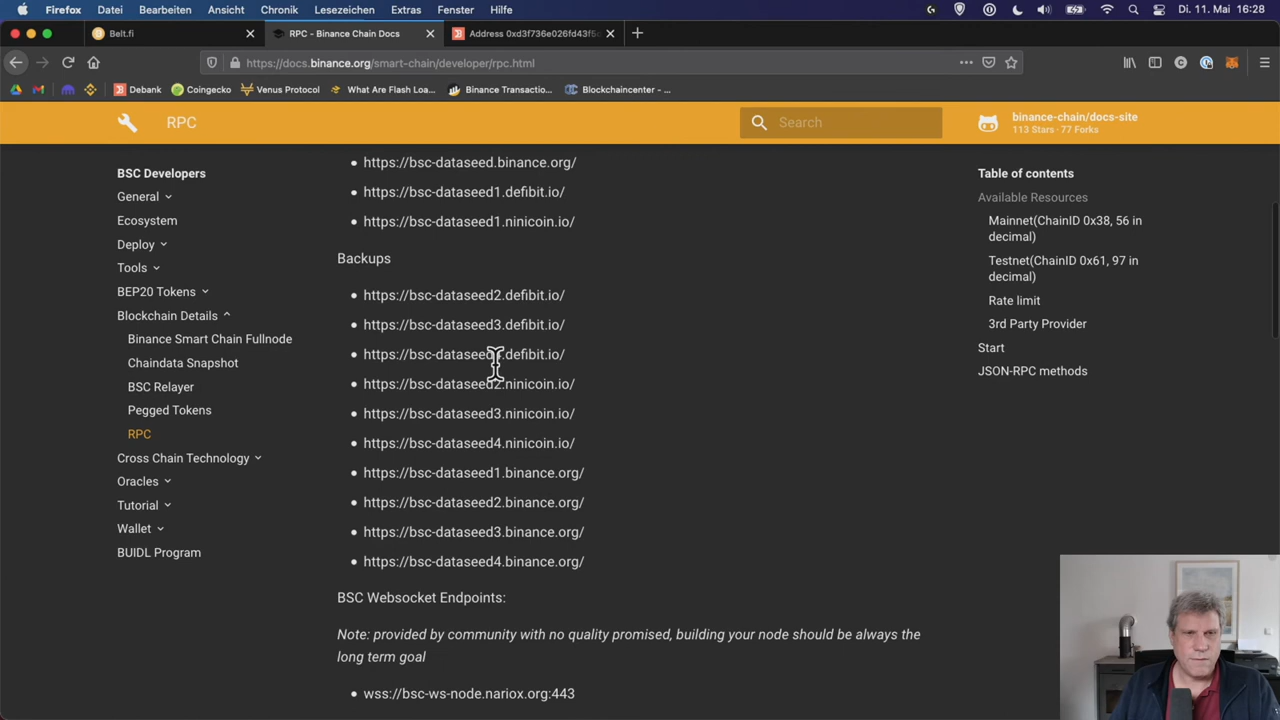 Firefox Datei Bearbeiten Ansicht Chronik Lesezeichen Extras Fenster Hilfe Di. 11. Mai 16:28
Belt.fi
RPC - Binance Chain Docs
Address 0xd3f736e026fd43f5
https://docs.binance.org/smart-chain/developer/rpc.html
Debank Coingecko Venus Protocol What Are Flash Loa... Binance Transactio... Blockchaincenter - ...
RPC
Search
binance-chain/docs-site
113 Stars · 77 Forks
BSC Developers
General
Ecosystem
Deploy
Tools
BEP20 Tokens
Blockchain Details
Binance Smart Chain Fullnode
Chaindata Snapshot
BSC Relayer
Pegged Tokens
RPC
Cross Chain Technology
Oracles
Tutorial
Wallet
BUIDL Program
https://bsc-dataseed.binance.org/
https://bsc-dataseed1.defibit.io/
https://bsc-dataseed1.ninicoin.io/
Backups
https://bsc-dataseed2.defibit.io/
https://bsc-dataseed3.defibit.io/
https://bsc-dataseed4.defibit.io/
https://bsc-dataseed2.ninicoin.io/
https://bsc-dataseed3.ninicoin.io/
https://bsc-dataseed4.ninicoin.io/
https://bsc-dataseed1.binance.org/
https://bsc-dataseed2.binance.org/
https://bsc-dataseed3.binance.org/
https://bsc-dataseed4.binance.org/
BSC Websocket Endpoints:
Note: provided by community with no quality promised, building your node should be always the
long term goal
wss://bsc-ws-node.nariox.org:443
Table of contents
Available Resources
Mainnet(ChainID 0x38, 56 in
decimal)
Testnet(ChainID 0x61, 97 in
decimal)
Rate limit
3rd Party Provider
Start
JSON-RPC methods